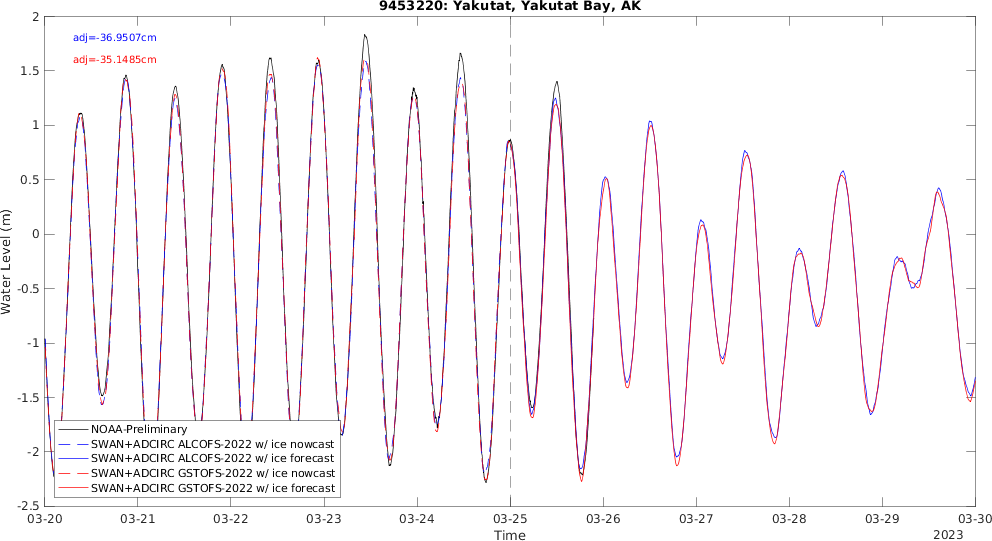 9453220: Yakutat, Yakutat Bay, AK
adj=-36.9507cm
adj=-35.1485cm
Water Level (m)
2
1.5
1
0.5
0
-0.5
-1
-1.5
-2
-2.5
NOAA-Preliminary
SWAN+ADCIRC ALCOFS-2022 w/ ice nowcast
SWAN+ADCIRC ALCOFS-2022 w/ ice forecast
SWAN+ADCIRC GSTOFS-2022 w/ ice nowcast
SWAN+ADCIRC GSTOFS-2022 w/ ice forecast
03-20 03-21 03-22 03-23 03-24 03-25 03-26 03-27 03-28 03-29 03-30
Time
2023